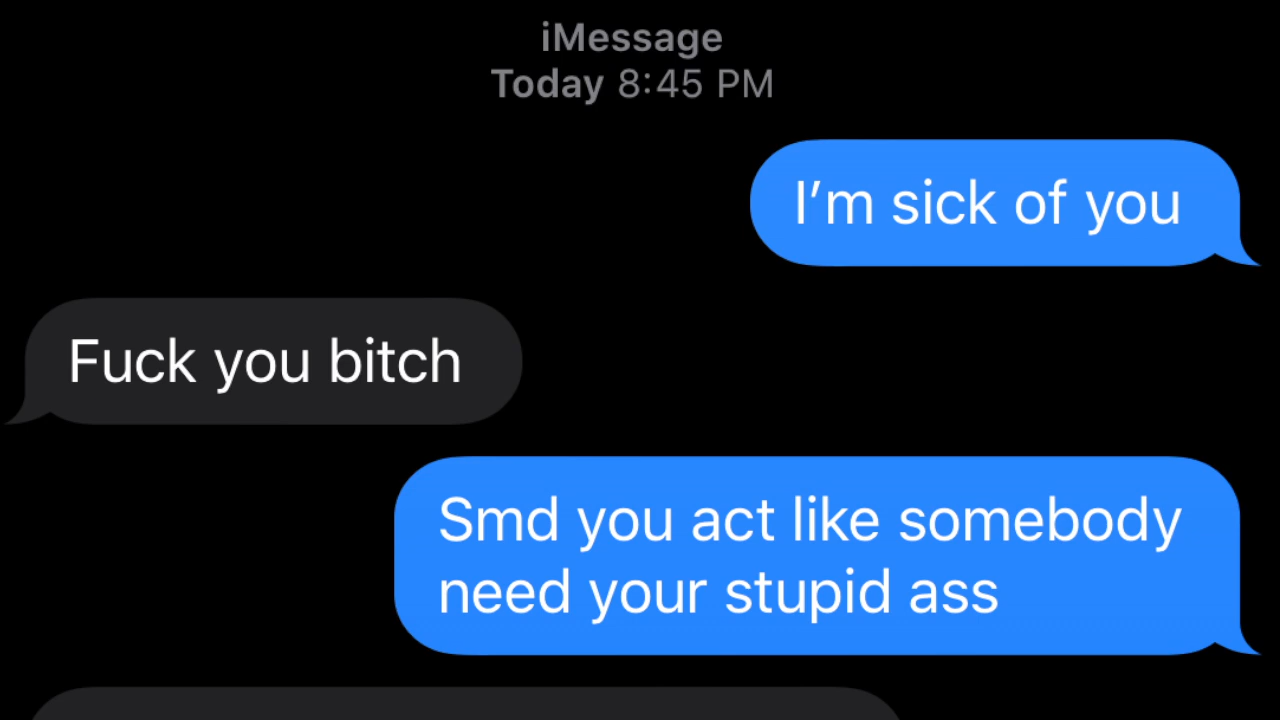 iMessage
Today 8:45 PM
I’m sick of you
Fuck you bitch
Smd you act like somebody
need your stupid ass